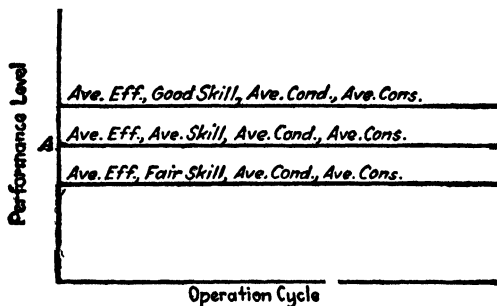 Performance Level
Ave. Eff., Good Skill, Ave. Cond., Ave. Cons.
A
Ave. Eff., Ave. Skill, Ave. Cond., Ave. Cons.
Ave. Eff., Fair Skill, Ave. Cond., Ave. Cons.
Operation Cycle